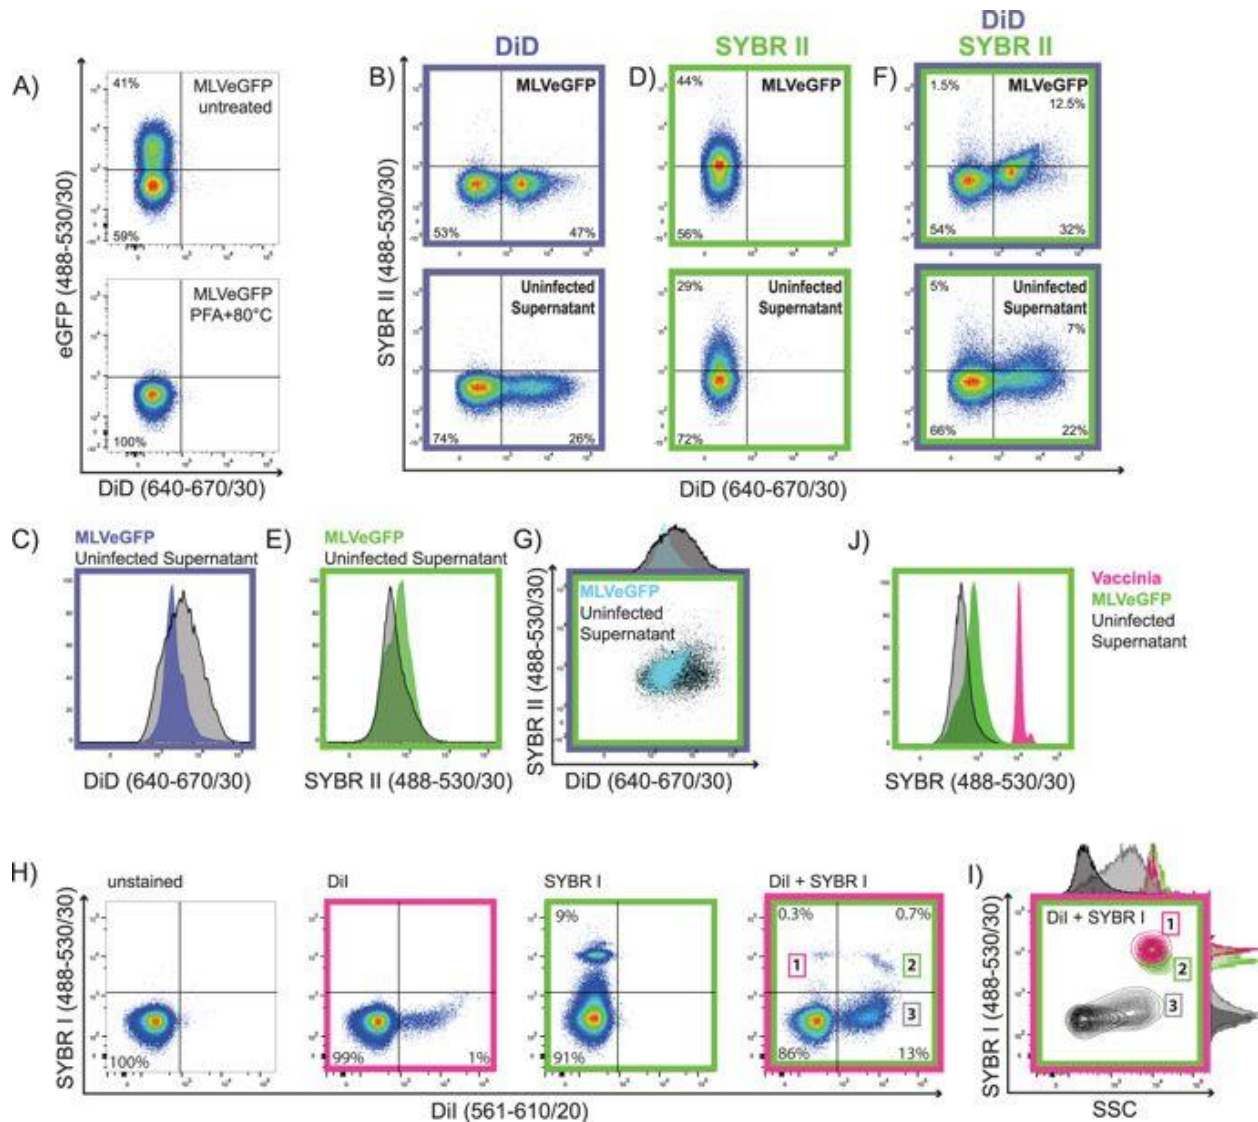 DiD
SYBR II
DiD
SYBR II
A)
B)
D)
F)
41%
MLVeGFP
untreated
59%
MLVeGFP
PFA+80°C
100%
eGFP (488-530/30)
DiD (640-670/30)
SYBR II (488-530/30)
MLVeGFP
53%
47%
44%
MLVeGFP
56%
1.5%
MLVeGFP
12.5%
54%
32%
Uninfected
Supernatant
74%
26%
29%
Uninfected
Supernatant
72%
5%
Uninfected
Supernatant
7%
66%
22%
DiD (640-670/30)
C)
MLVeGFP
Uninfected Supernatant
DiD (640-670/30)
E)
MLVeGFP
Uninfected Supernatant
SYBR II (488-530/30)
G)
MLVeGFP
Uninfected
Supernatant
SYBR II (488-530/30)
DiD (640-670/30)
J)
Vaccinia
MLVeGFP
Uninfected
Supernatant
SYBR (488-530/30)
H)
unstained
DiI
SYBR I
DiI + SYBR I
SYBR I (488-530/30)
100%
99%
1%
9%
91%
0.3%
0.7%
1
2
3
86%
13%
DiI (561-610/20)
I)
DiI + SYBR I
1
2
3
SYBR I (488-530/30)
SSC